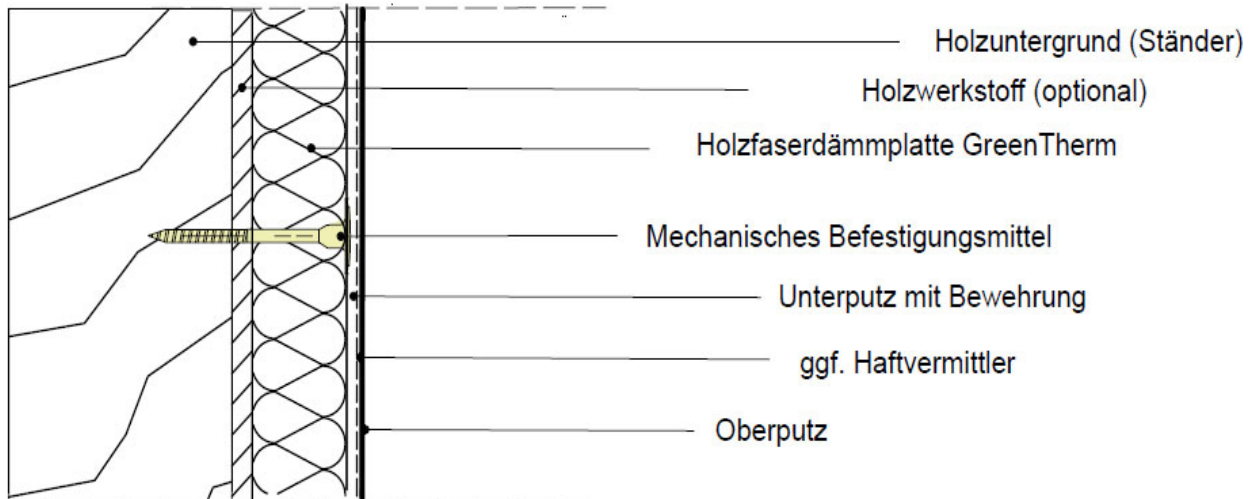 Holzuntergrund (Ständer)
Holzwerkstoff (optional)
Holzfaserdämmplatte GreenTherm
Mechanisches Befestigungsmittel
Unterputz mit Bewehrung
ggf. Haftvermittler
Oberputz